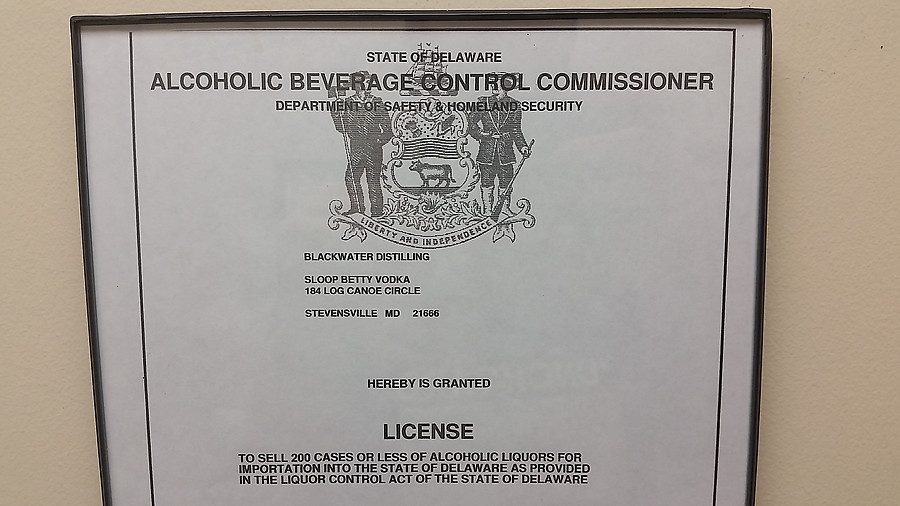 STATE OF DELAWARE
ALCOHOLIC BEVERAGE CONTROL COMMISSIONER
DEPARTMENT OF SAFETY & HOMELAND SECURITY
LIBERTY AND INDEPENDENCE
BLACKWATER DISTILLING
SLOOP BETTY VODKA
184 LOG CANOE CIRCLE
STEVENSVILLE MD 21666
HEREBY IS GRANTED
LICENSE
TO SELL 200 CASES OR LESS OF ALCOHOLIC LIQUORS FOR
IMPORTATION INTO THE STATE OF DELAWARE AS PROVIDED
IN THE LIQUOR CONTROL ACT OF THE STATE OF DELAWARE